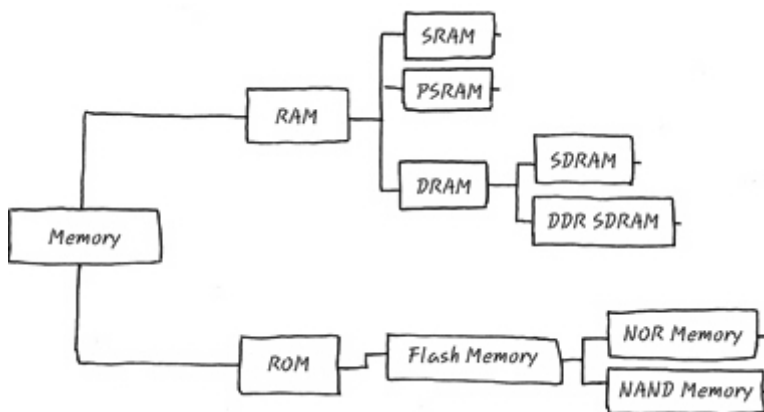 SRAM
PSRAM
RAM
DRAM
SDRAM
DDR SDRAM
Memory
ROM
Flash Memory
NOR Memory
NAND Memory